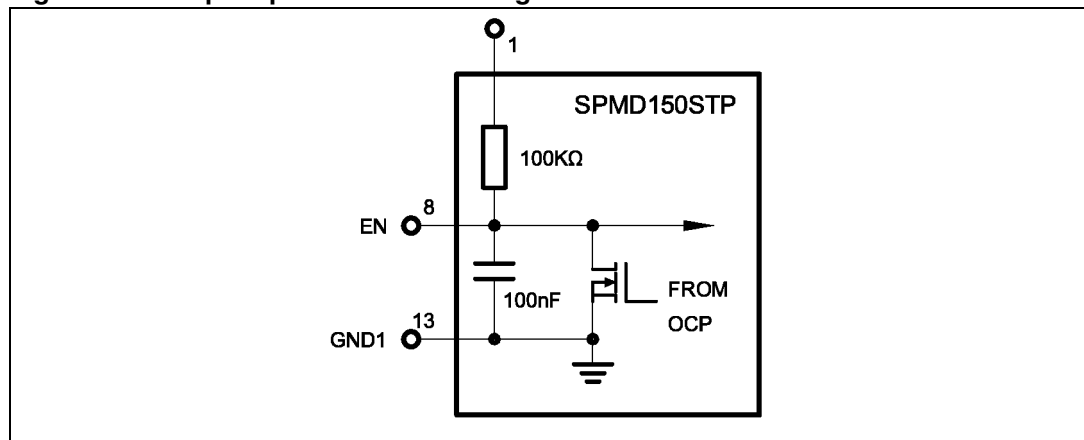 1
SPMD150STP
100KΩ
8
EN
100nF
FROM
OCP
13
GND1